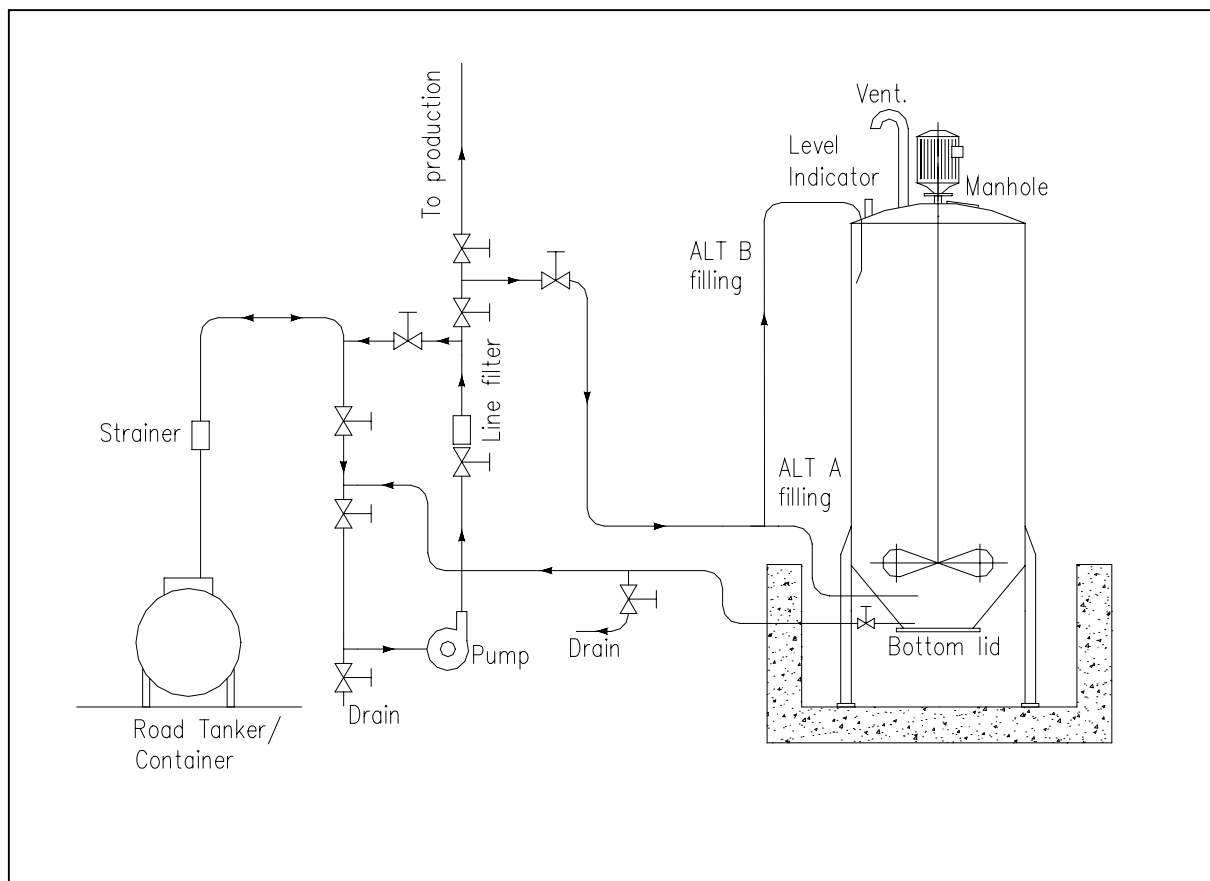 Vent.
Level
Indicator
Manhole
To production
ALT B
filling
Line filter
Strainer
ALT A
filling
Pump
Drain
Bottom lid
Drain
Road Tanker/
Container